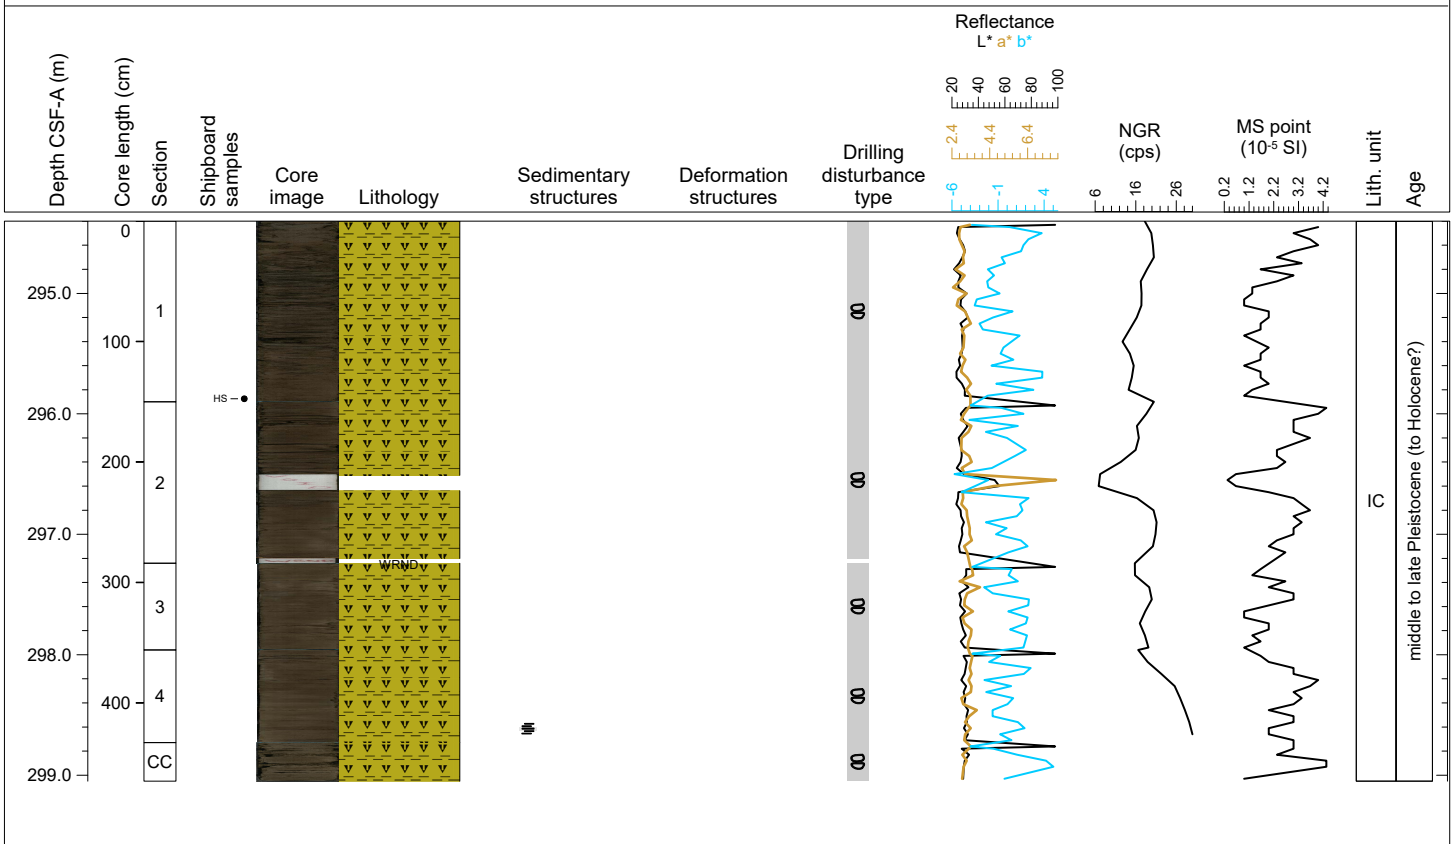 Reflectance
L* a* b*
20 40 60 80 100
2.4 4.4 6.4
-6 -1 4
Depth CSF-A (m)
Core length (cm)
Section
Shipboard
samples
Core
image
Lithology
Sedimentary
structures
Deformation
structures
Drilling
disturbance
type
NGR
(cps)
6 16 26
MS point
(10-5 SI)
0.2 1.2 2.2 3.2 4.2
Lith. unit
Age
0
295.0
1
100
HS
296.0
200
2
297.0
WRND
300
3
298.0
4
400
CC
299.0
IC
middle to late Pleistocene (to Holocene?)